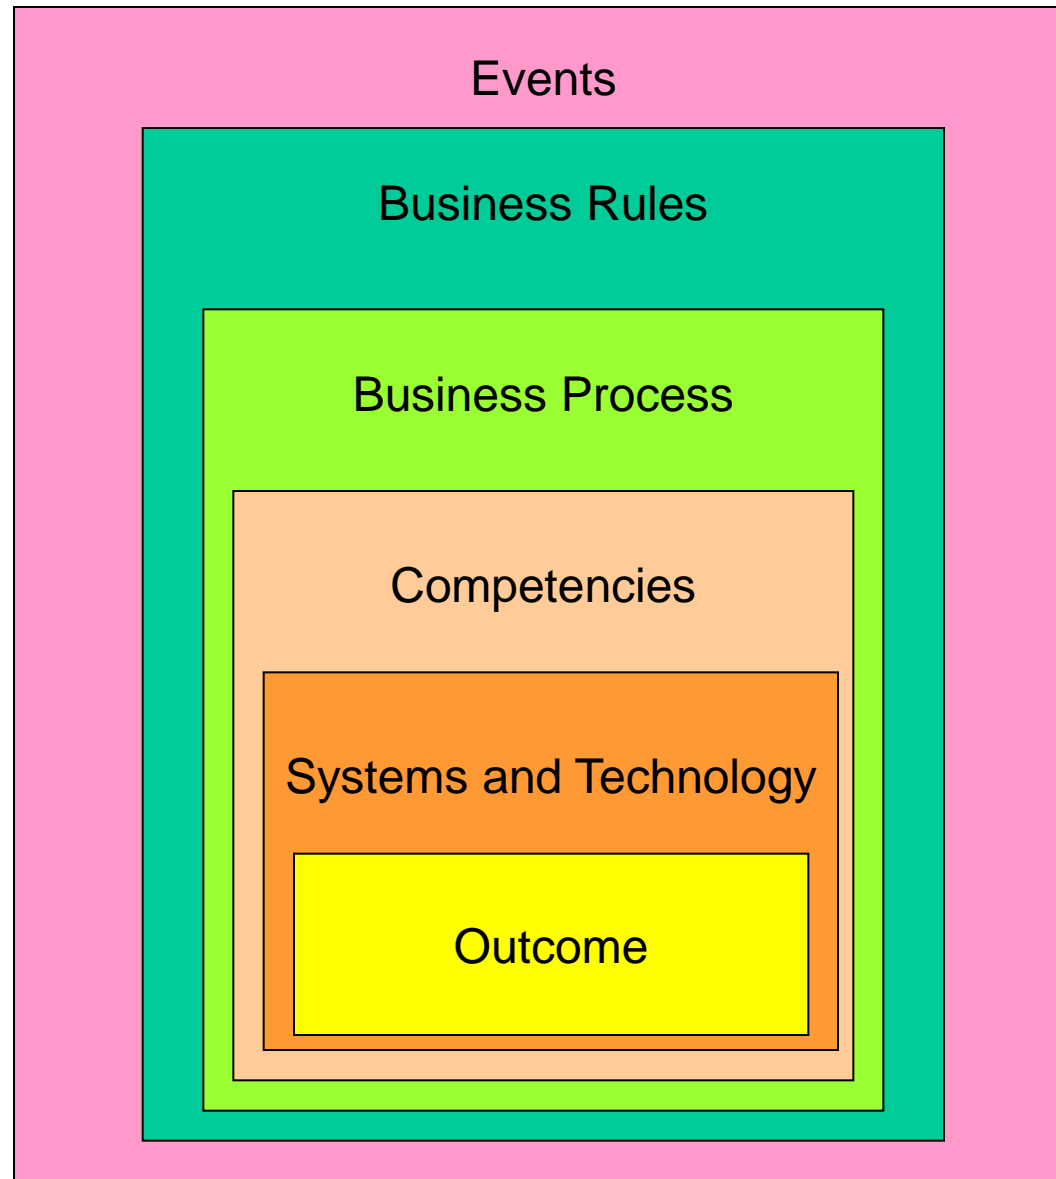 Events
Business Rules
Business Process
Competencies
Systems and Technology
Outcome